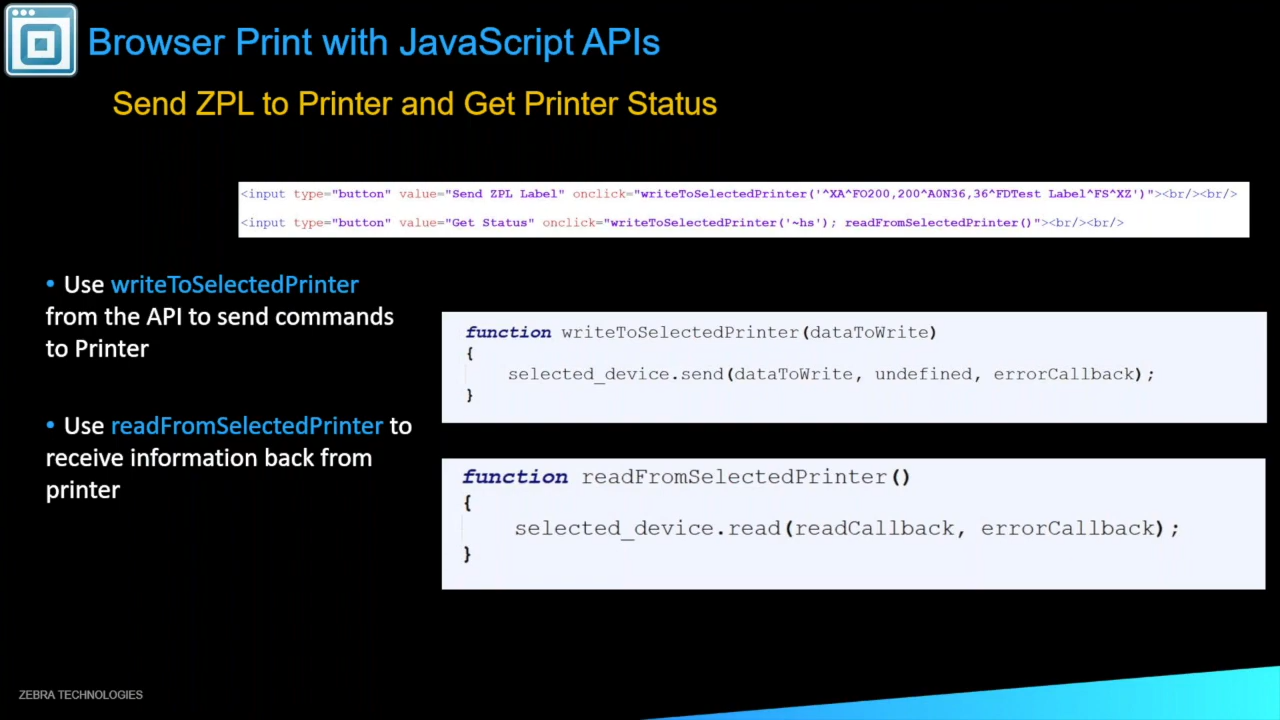 Browser Print with JavaScript APIs
Send ZPL to Printer and Get Printer Status
<input type="button" value="Send ZPL Label" onclick="writeToSelectedPrinter('^XA^FO200,200^A0N36,36^FDTest Label^FS^XZ')"><br/><br/>
<input type="button" value="Get Status" onclick="writeToSelectedPrinter('~hs'); readFromSelectedPrinter()"><br/><br/>
• Use writeToSelectedPrinter
from the API to send commands
to Printer
function writeToSelectedPrinter(dataToWrite)
{
selected_device.send(dataToWrite, undefined, errorCallback);
}
• Use readFromSelectedPrinter to
receive information back from
printer
function readFromSelectedPrinter()
{
selected_device.read(readCallback, errorCallback);
}
ZEBRA TECHNOLOGIES